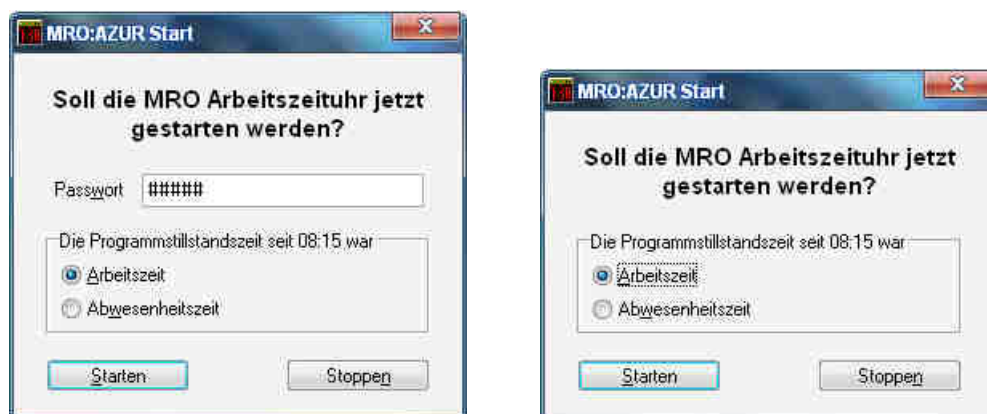 MRO:AZUR Start
Soll die MRO Arbeitszeituhr jetzt
gestarten werden?
Passwort #####
Die Programmstillstandszeit seit 08:15 war
Arbeitszeit
Abwesenheitszeit
Starten Stoppen
MRO:AZUR Start
Soll die MRO Arbeitszeituhr jetzt
gestarten werden?
Die Programmstillstandszeit seit 08:15 war
Arbeitszeit
Abwesenheitszeit
Starten Stoppen